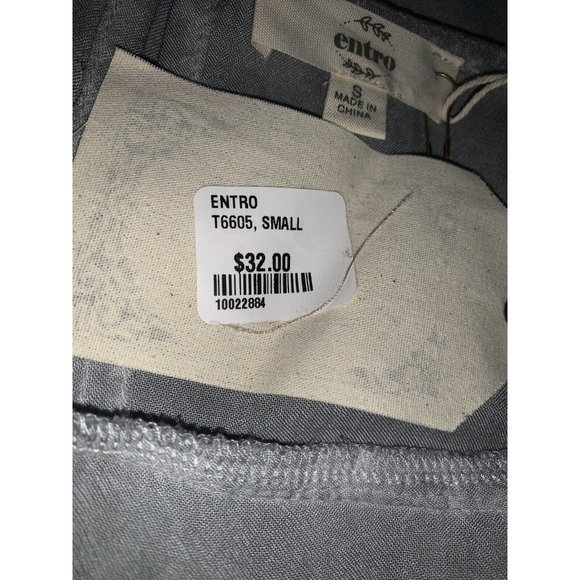 entro
S
MADE IN
CHINA
ENTRO
T6605, SMALL
$32.00
10022884